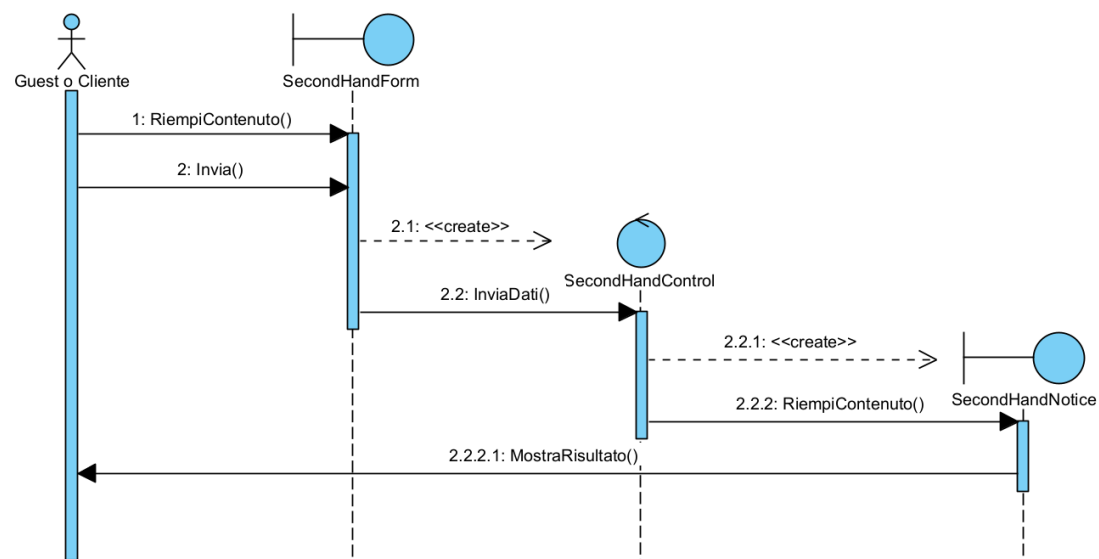 Guest o Cliente
SecondHandForm
1: RiempiContenuto()
2: Invia()
2.1: <<create>>
SecondHandControl
2.2: InviaDati()
2.2.1: <<create>>
SecondHandNotice
2.2.2: RiempiContenuto()
2.2.2.1: MostraRisultato()